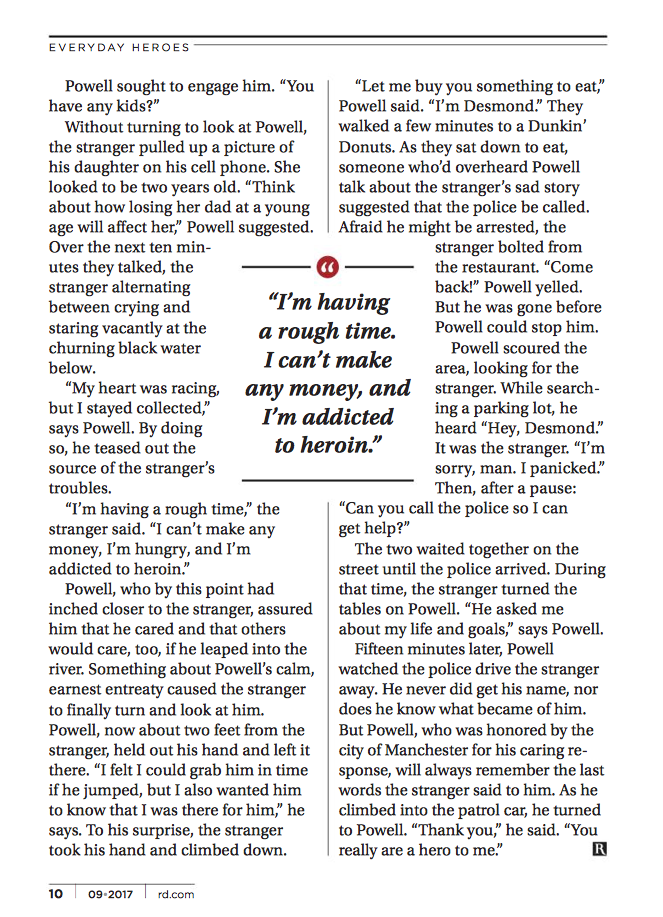 EVERYDAY HEROES
Powell sought to engage him. “You
have any kids?”
Without turning to look at Powell,
the stranger pulled up a picture of
his daughter on his cell phone. She
looked to be two years old. “Think
about how losing her dad at a young
age will affect her,” Powell suggested.
Over the next ten min-
utes they talked, the
stranger alternating
between crying and
staring vacantly at the
churning black water
below.
“My heart was racing,
but I stayed collected,”
says Powell. By doing
so, he teased out the
source of the stranger’s
troubles.
“I’m having a rough time,” the
stranger said. “I can’t make any
money, I’m hungry, and I’m
addicted to heroin.”
Powell, who by this point had
inched closer to the stranger, assured
him that he cared and that others
would care, too, if he leaped into the
river. Something about Powell’s calm,
earnest entreaty caused the stranger
to finally turn and look at him.
Powell, now about two feet from the
stranger, held out his hand and left it
there. “I felt I could grab him in time
if he jumped, but I also wanted him
to know that I was there for him,” he
says. To his surprise, the stranger
took his hand and climbed down.
“
“I’m having
a rough time.
I can’t make
any money, and
I’m addicted
to heroin.”
“Let me buy you something to eat,”
Powell said. “I’m Desmond.” They
walked a few minutes to a Dunkin’
Donuts. As they sat down to eat,
someone who’d overheard Powell
talk about the stranger’s sad story
suggested that the police be called.
Afraid he might be arrested, the
stranger bolted from
the restaurant. “Come
back!” Powell yelled.
But he was gone before
Powell could stop him.
Powell scoured the
area, looking for the
stranger. While search-
ing a parking lot, he
heard “Hey, Desmond.”
It was the stranger. “I’m
sorry, man. I panicked.”
Then, after a pause:
“Can you call the police so I can
get help?”
The two waited together on the
street until the police arrived. During
that time, the stranger turned the
tables on Powell. “He asked me
about my life and goals,” says Powell.
Fifteen minutes later, Powell
watched the police drive the stranger
away. He never did get his name, nor
does he know what became of him.
But Powell, who was honored by the
city of Manchester for his caring re-
sponse, will always remember the last
words the stranger said to him. As he
climbed into the patrol car, he turned
to Powell. “Thank you,” he said. “You
really are a hero to me.” R
10 09•2017 rd.com